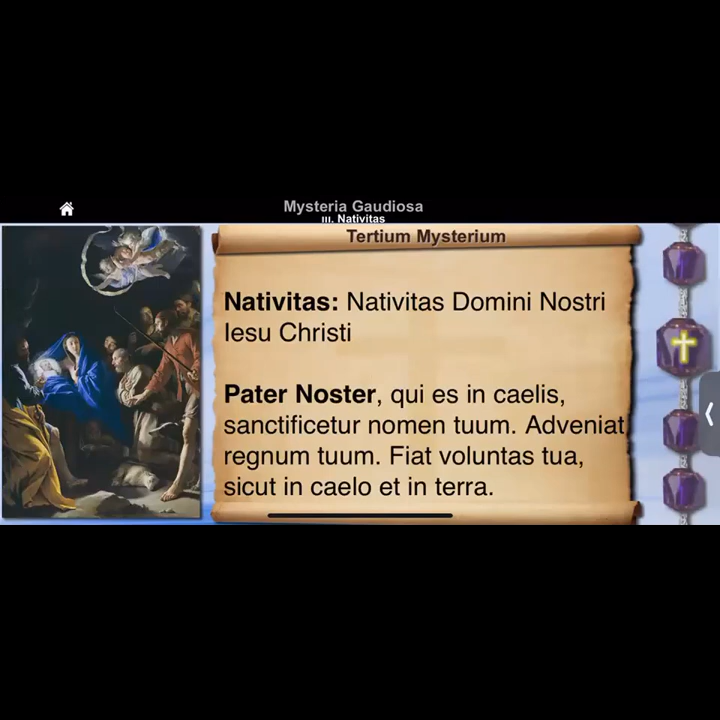 Mysteria Gaudiosa
III. Nativitas
Tertium Mysterium
Nativitas: Nativitas Domini Nostri
Iesu Christi
Pater Noster, qui es in caelis,
sanctificetur nomen tuum. Adveniat
regnum tuum. Fiat voluntas tua,
sicut in caelo et in terra.